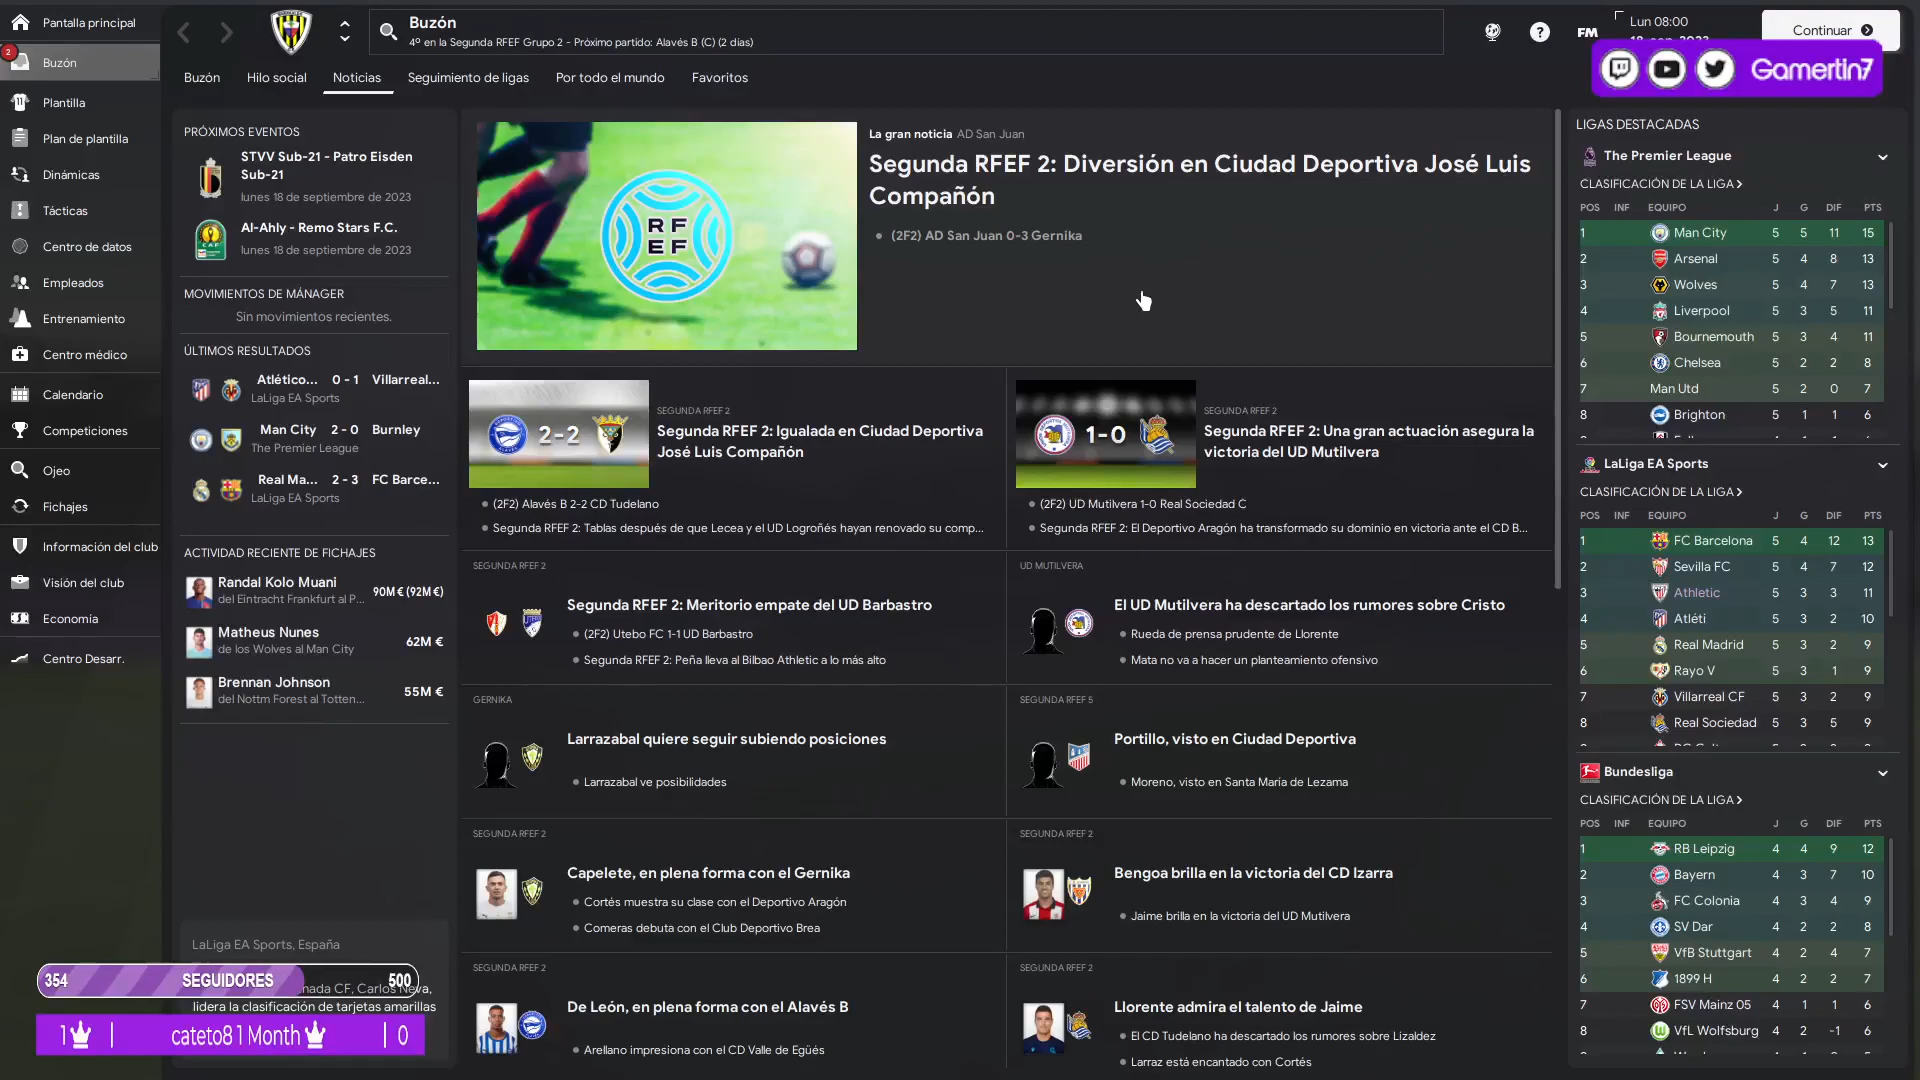 Pantalla principal
2
Buzón
Plantilla
Plan de plantilla
Dinámicas
Tácticas
Centro de datos
Empleados
Entrenamiento
Centro médico
Calendario
Competiciones
Ojeo
Fichajes
Información del club
Visión del club
Economía
Centro Desarr.
Buzón
4º en la Segunda RFEF Grupo 2 - Próximo partido: Alavés B (C) (2 días)
FM
Lun 08:00
Continuar
Gamertin7
Buzón Hilo social Noticias Seguimiento de ligas Por todo el mundo Favoritos
PRÓXIMOS EVENTOS
STVV Sub-21 - Patro Eisden
Sub-21
lunes 18 de septiembre de 2023
Al-Ahly - Remo Stars F.C.
lunes 18 de septiembre de 2023
MOVIMIENTOS DE MÁNAGER
Sin movimientos recientes.
ÚLTIMOS RESULTADOS
Atlético... 0 - 1 Villarreal...
LaLiga EA Sports
Man City 2 - 0 Burnley
The Premier League
Real Ma... 2 - 3 FC Barce...
LaLiga EA Sports
ACTIVIDAD RECIENTE DE FICHAJES
Randal Kolo Muani
del Eintracht Frankfurt al P...
90M € (92M €)
Matheus Nunes
de los Wolves al Man City
62M €
Brennan Johnson
del Nottm Forest al Totten...
55M €
LaLiga EA Sports, España
354 SEGUIDORES 500
mada CF, Carlos Neva,
lidera la clasificación de tarjetas amarillas
1 cateto8 1 Month 0
RF
EF
La gran noticia AD San Juan
Segunda RFEF 2: Diversión en Ciudad Deportiva José Luis
Compañón
(2F2) AD San Juan 0-3 Gernika
2-2
SEGUNDA RFEF 2
Segunda RFEF 2: Igualada en Ciudad Deportiva
José Luis Compañón
(2F2) Alavés B 2-2 CD Tudelano
Segunda RFEF 2: Tablas después de que Lecea y el UD Logroñés hayan renovado su comp...
1-0
SEGUNDA RFEF 2
Segunda RFEF 2: Una gran actuación asegura la
victoria del UD Mutilvera
(2F2) UD Mutilvera 1-0 Real Sociedad C
Segunda RFEF 2: El Deportivo Aragón ha transformado su dominio en victoria ante el CD B...
SEGUNDA RFEF 2
Segunda RFEF 2: Meritorio empate del UD Barbastro
(2F2) Utebo FC 1-1 UD Barbastro
Segunda RFEF 2: Peña lleva al Bilbao Athletic a lo más alto
UD MUTILVERA
El UD Mutilvera ha descartado los rumores sobre Cristo
Rueda de prensa prudente de Llorente
Mata no va a hacer un planteamiento ofensivo
GERNIKA
Larrazabal quiere seguir subiendo posiciones
Larrazabal ve posibilidades
SEGUNDA RFEF 5
Portillo, visto en Ciudad Deportiva
Moreno, visto en Santa María de Lezama
SEGUNDA RFEF 2
Capelete, en plena forma con el Gernika
Cortés muestra su clase con el Deportivo Aragón
Comeras debuta con el Club Deportivo Brea
SEGUNDA RFEF 2
Bengoa brilla en la victoria del CD Izarra
Jaime brilla en la victoria del UD Mutilvera
SEGUNDA RFEF 2
De León, en plena forma con el Alavés B
Arellano impresiona con el CD Valle de Egüés
SEGUNDA RFEF 2
Llorente admira el talento de Jaime
El CD Tudelano ha descartado los rumores sobre Lizaldez
Larraz está encantado con Cortés
LIGAS DESTACADAS
The Premier League
CLASIFICACIÓN DE LA LIGA
POS INF EQUIPO J G DIF PTS
1 Man City 5 5 11 15
2 Arsenal 5 4 8 13
3 Wolves 5 4 7 13
4 Liverpool 5 3 5 11
5 Bournemouth 5 3 4 11
6 Chelsea 5 2 2 8
7 Man Utd 5 2 0 7
8 Brighton 5 1 1 6
LaLiga EA Sports
CLASIFICACIÓN DE LA LIGA
POS INF EQUIPO J G DIF PTS
1 FC Barcelona 5 4 12 13
2 Sevilla FC 5 4 7 12
3 Athletic 5 3 3 11
4 Atléti 5 3 2 10
5 Real Madrid 5 3 2 9
6 Rayo V 5 3 1 9
7 Villarreal CF 5 3 2 9
8 Real Sociedad 5 3 5 9
Bundesliga
CLASIFICACIÓN DE LA LIGA
POS INF EQUIPO J G DIF PTS
1 RB Leipzig 4 4 9 12
2 Bayern 4 3 7 10
3 FC Colonia 4 3 4 9
4 SV Dar 4 2 2 8
5 VfB Stuttgart 4 2 4 7
6 1899 H 4 2 2 7
7 FSV Mainz 05 4 1 1 6
8 VfL Wolfsburg 4 2 -1 6